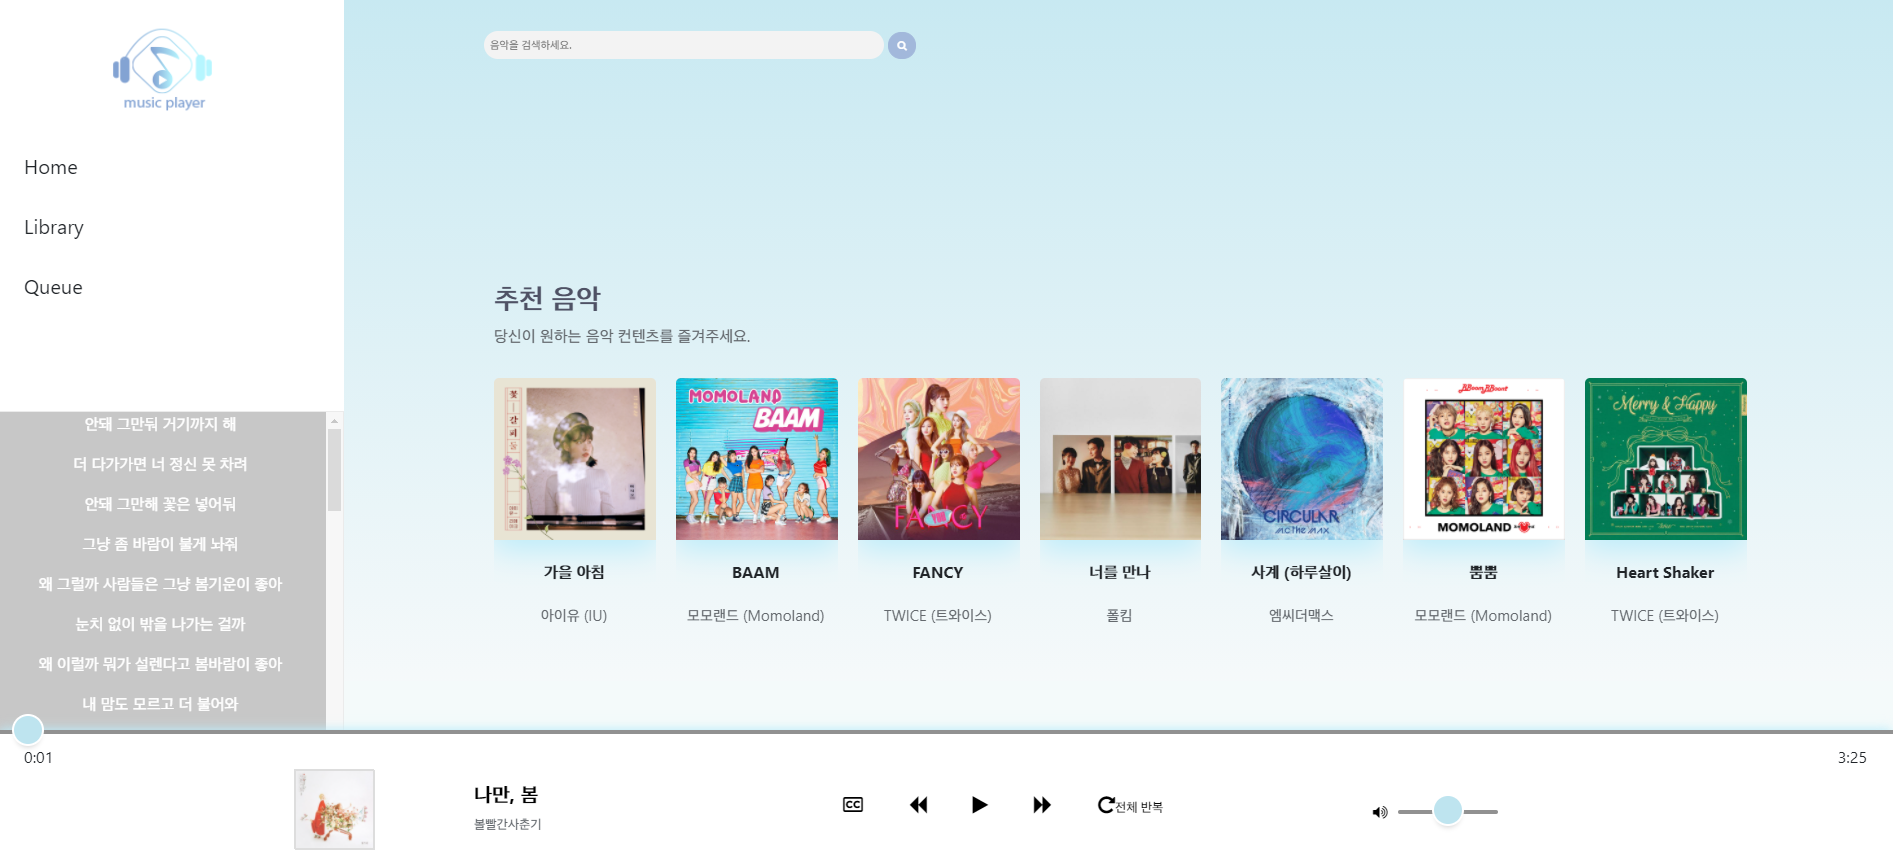 music player
Home
Library
Queue
안돼 그만둬 거기까지 해
더 다가가면 너 정신 못 차려
안돼 그만해 꽃은 넣어둬
그냥 좀 바람이 불게 놔줘
왜 그럴까 사람들은 그냥 봄기운이 좋아
눈치 없이 밖을 나가는 걸까
왜 이럴까 뭐가 설렌다고 봄바람이 좋아
내 맘도 모르고 더 불어와
음악을 검색하세요.
추천 음악
당신이 원하는 음악 컨텐츠를 즐겨주세요.
꽃갈피 둘
MOMOLAND
BAAM
FANCY
CIRCULAR
M.C the MAX
MOMOLAND
Merry & Happy
가을 아침
BAAM
FANCY
너를 만나
사계 (하루살이)
뿜뿜
Heart Shaker
아이유 (IU)
모모랜드 (Momoland)
TWICE (트와이스)
폴킴
엠씨더맥스
모모랜드 (Momoland)
TWICE (트와이스)
0:01
3:25
나만, 봄
볼빨간사춘기
CC
전체 반복